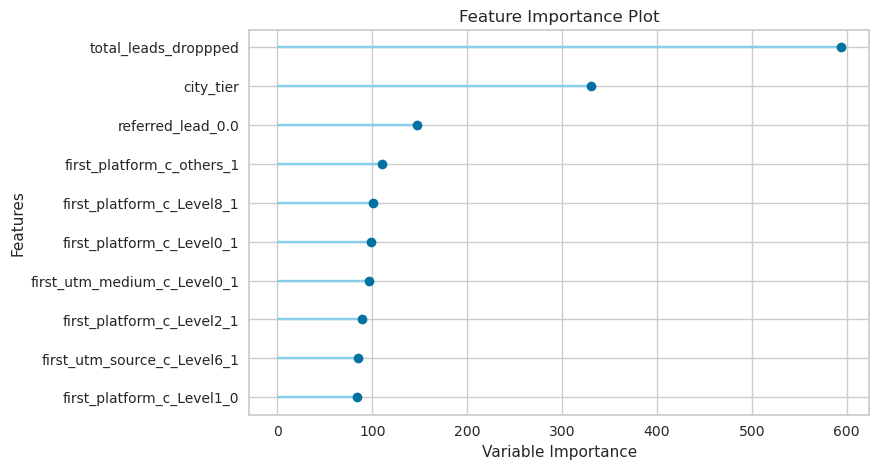 Feature Importance Plot
total_leads_droppped
city_tier
referred_lead_0.0
first_platform_c_others_1
first_platform_c_Level8_1
first_platform_c_Level0_1
first_utm_medium_c_Level0_1
first_platform_c_Level2_1
first_utm_source_c_Level6_1
first_platform_c_Level1_0
Features
0 100 200 300 400 500 600
Variable Importance